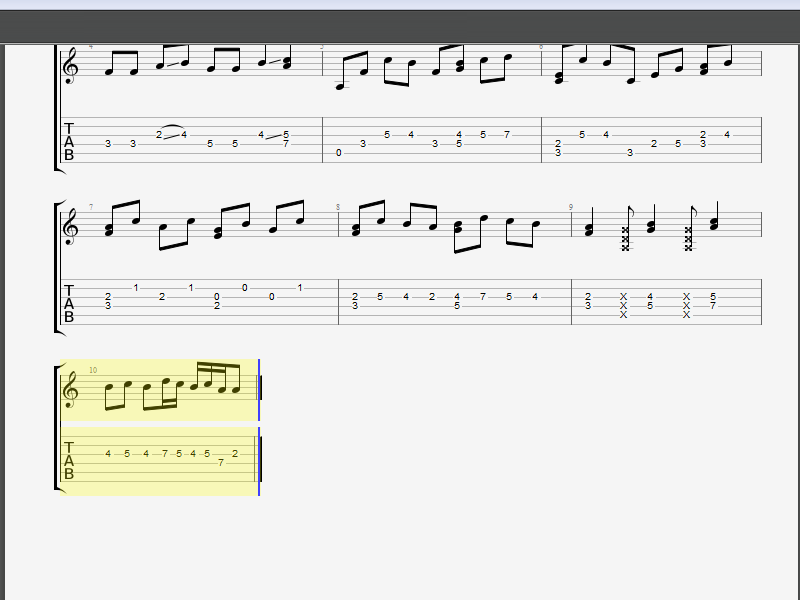 4 5 6
T
2 4 4 5 5 4 4 5 7 5 4 2 4
A 3 3 5 5 7 3 3 5 2 2 5 3
B 0 3 3
7 8 9
T 1 1 0 1
2 2 0 0 2 5 4 2 4 7 5 4 2 X 4 X 5
A 3 2 3 5 3 X 5 X 7
B X X
10
T
4 5 4 7 5 4 5 2
A 7
B